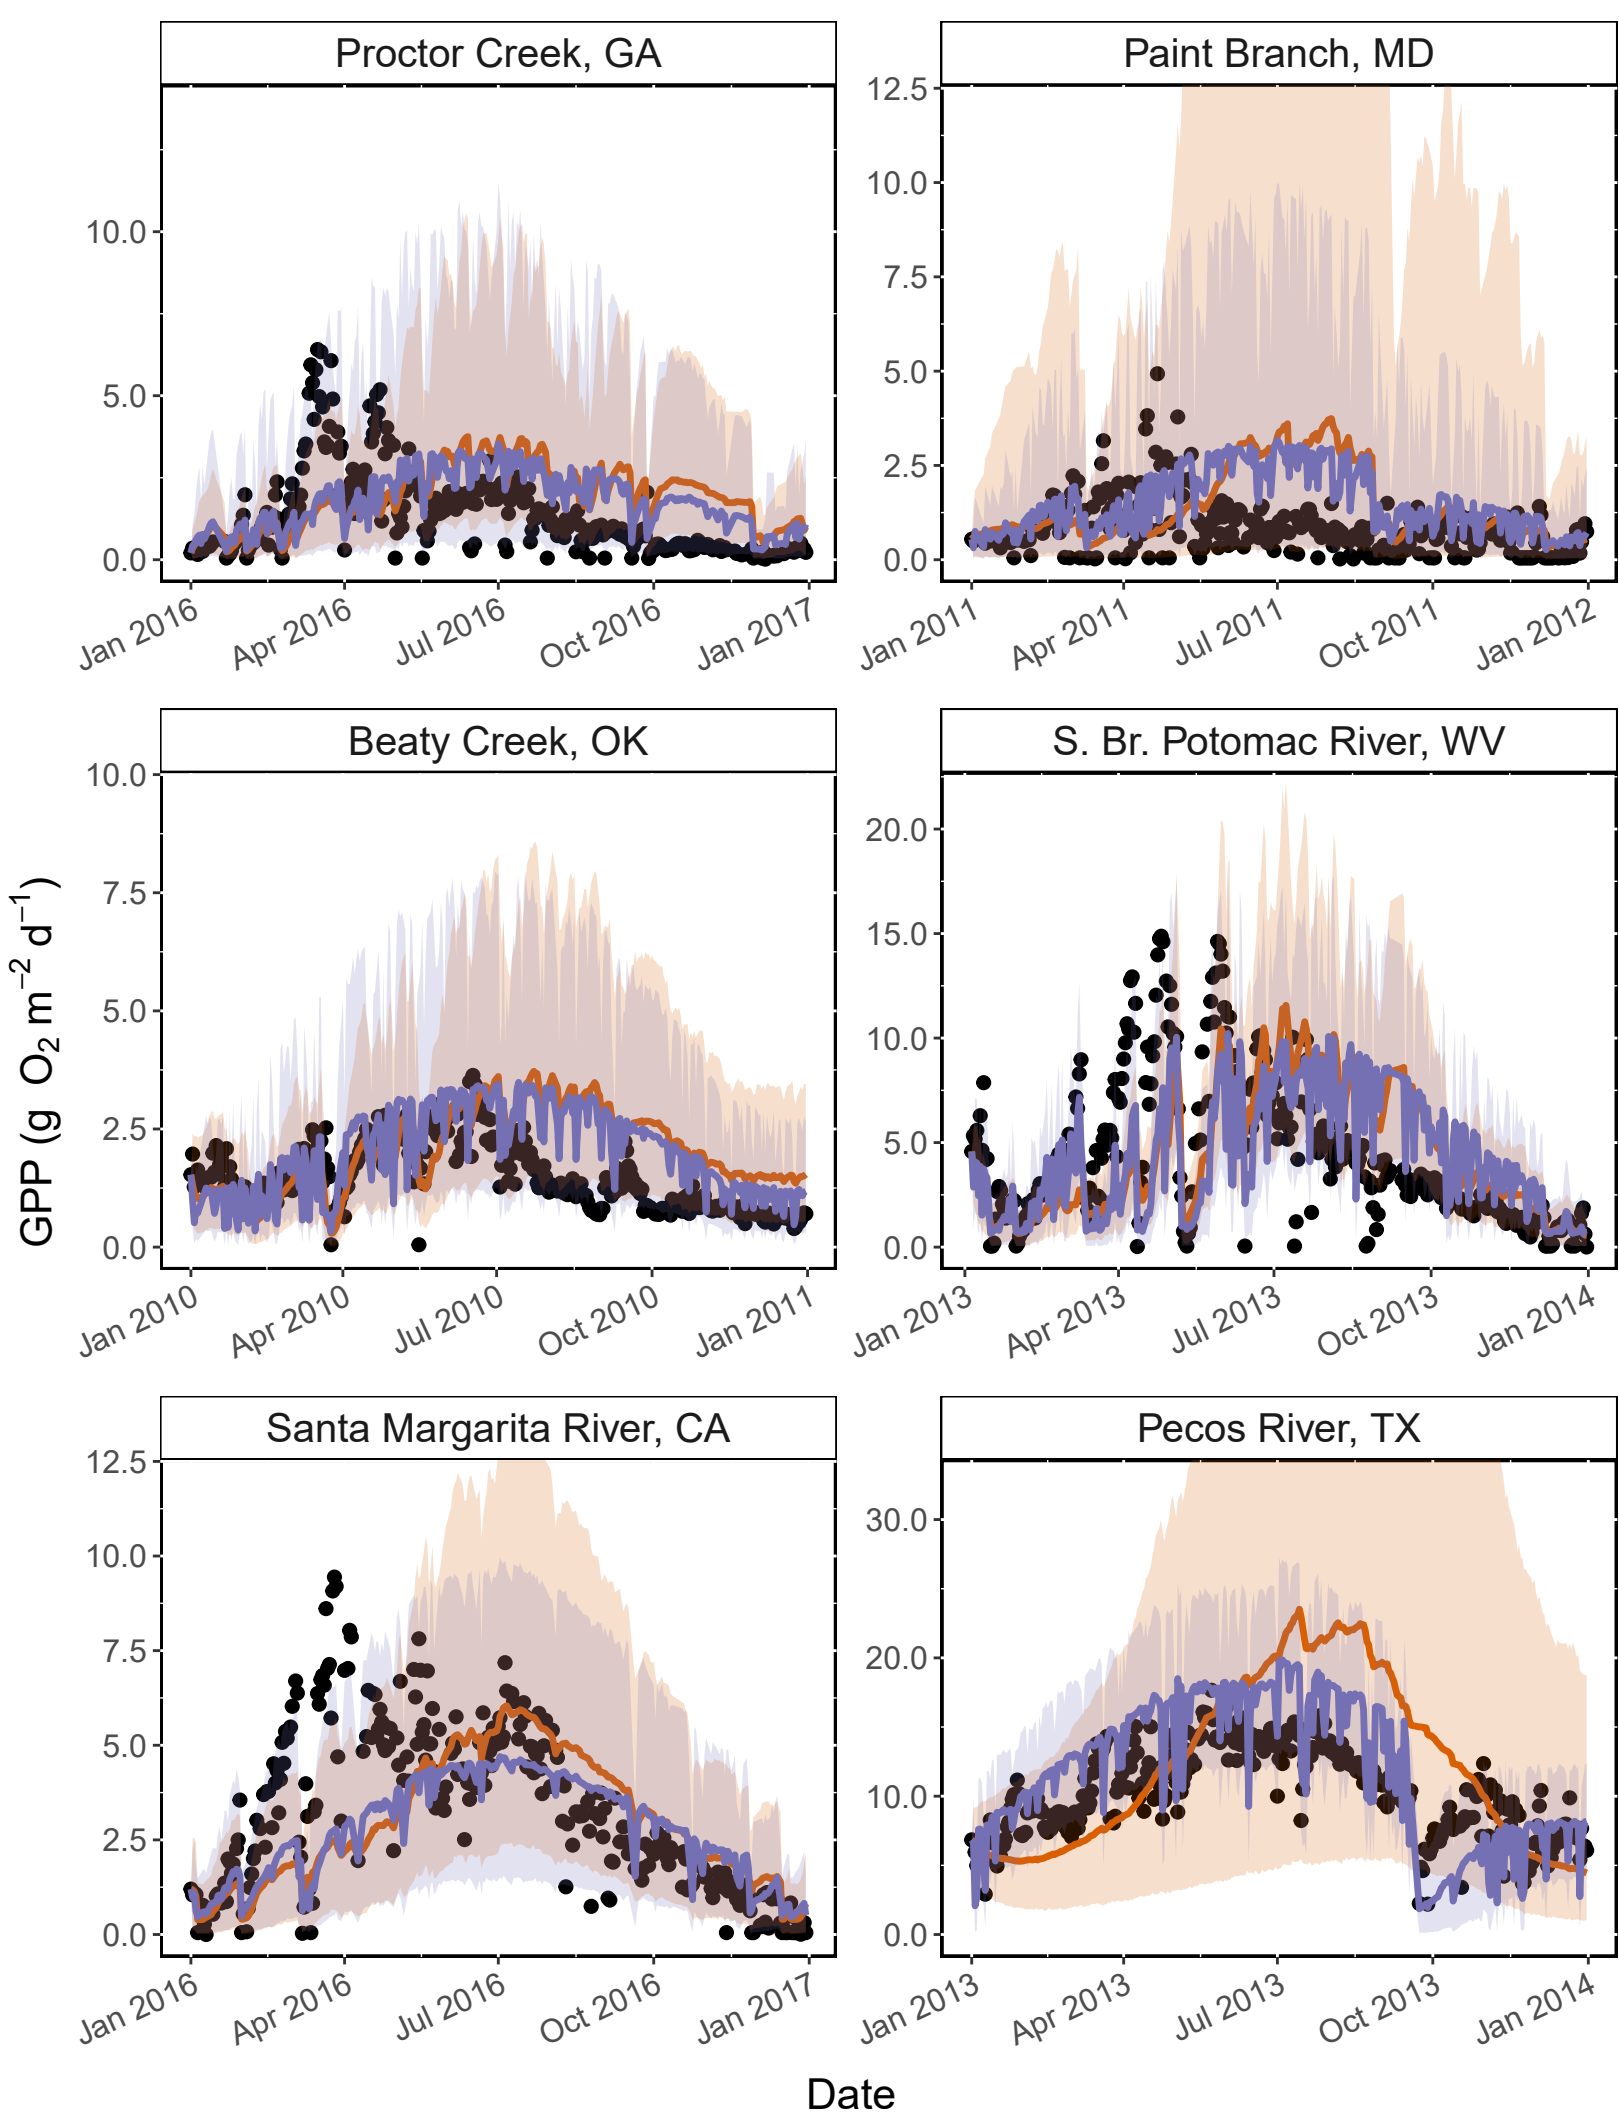 Proctor Creek, GA
Paint Branch, MD
10.0
5.0
0.0
12.5
10.0
7.5
5.0
2.5
0.0
Jan 2016
Apr 2016
Jul 2016
Oct 2016
Jan 2017
Jan 2011
Apr 2011
Jul 2011
Oct 2011
Jan 2012
Beaty Creek, OK
S. Br. Potomac River, WV
10.0
7.5
5.0
2.5
0.0
20.0
15.0
10.0
5.0
0.0
Jan 2010
Apr 2010
Jul 2010
Oct 2010
Jan 2011
Jan 2013
Apr 2013
Jul 2013
Oct 2013
Jan 2014
GPP (g O₂ m⁻² d⁻¹)
Santa Margarita River, CA
Pecos River, TX
12.5
10.0
7.5
5.0
2.5
0.0
30.0
20.0
10.0
0.0
Jan 2016
Apr 2016
Jul 2016
Oct 2016
Jan 2017
Jan 2013
Apr 2013
Jul 2013
Oct 2013
Jan 2014
Date